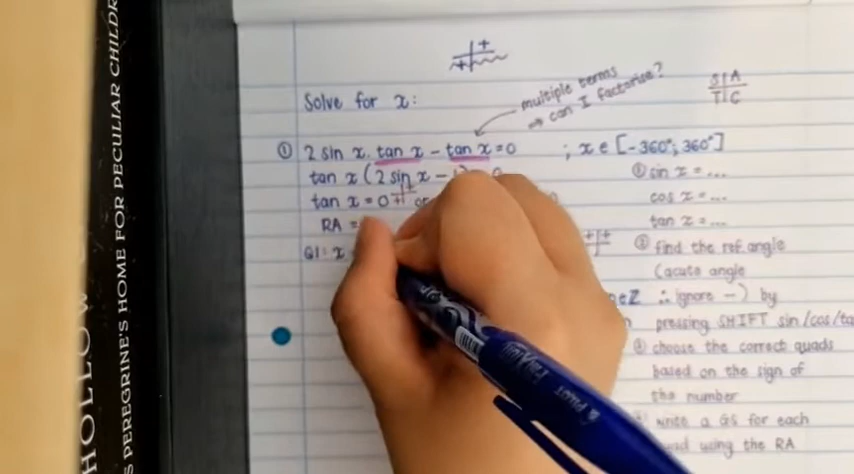 HOLLOW
S PEREGRINE'S HOME FOR PECULIAR CHILDR
multiple terms
⇒ can I factorise?
S A
T C
Solve for x:
① 2 sin x. tan x - tan x = 0 ; x ∈ [-360°; 360°]
tan x (2 sin x - 0
tan x = 0 or
RA =
Q1: x
① sin x = ...
cos x = ...
tan x = ...
② find the ref angle
(acute angle
∴ ignore -) by
pressing SHIFT sin/cos/ta
③ choose the correct quads
based on the sign of
the number
write a GS for each
using the RA
PILOT